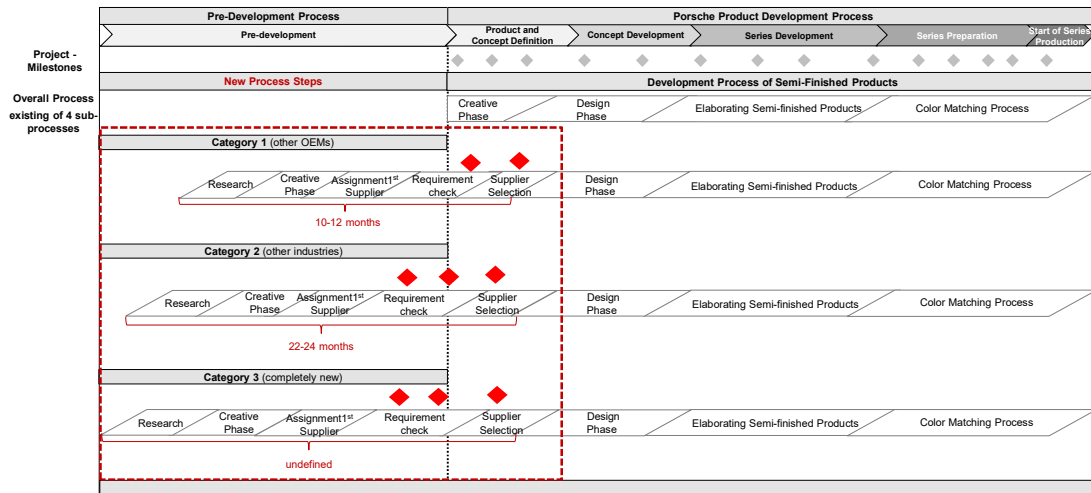 Pre-Development Process
Porsche Product Development Process
Pre-development
Product and
Concept Definition
Concept Development
Series Development
Series Preparation
Start of Series
Production
Project -
Milestones
New Process Steps
Development Process of Semi-Finished Products
Overall Process
existing of 4 sub-
processes
Creative
Phase
Design
Phase
Elaborating Semi-finished Products
Color Matching Process
Category 1 (other OEMs)
Research
Creative
Phase
Assignment1st
Supplier
Requirement
check
Supplier
Selection
Design
Phase
Elaborating Semi-finished Products
Color Matching Process
10-12 months
Category 2 (other industries)
Research
Creative
Phase
Assignment1st
Supplier
Requirement
check
Supplier
Selection
Design
Phase
Elaborating Semi-finished Products
Color Matching Process
22-24 months
Category 3 (completely new)
Research
Creative
Phase
Assignment1st
Supplier
Requirement
check
Supplier
Selection
Design
Phase
Elaborating Semi-finished Products
Color Matching Process
undefined